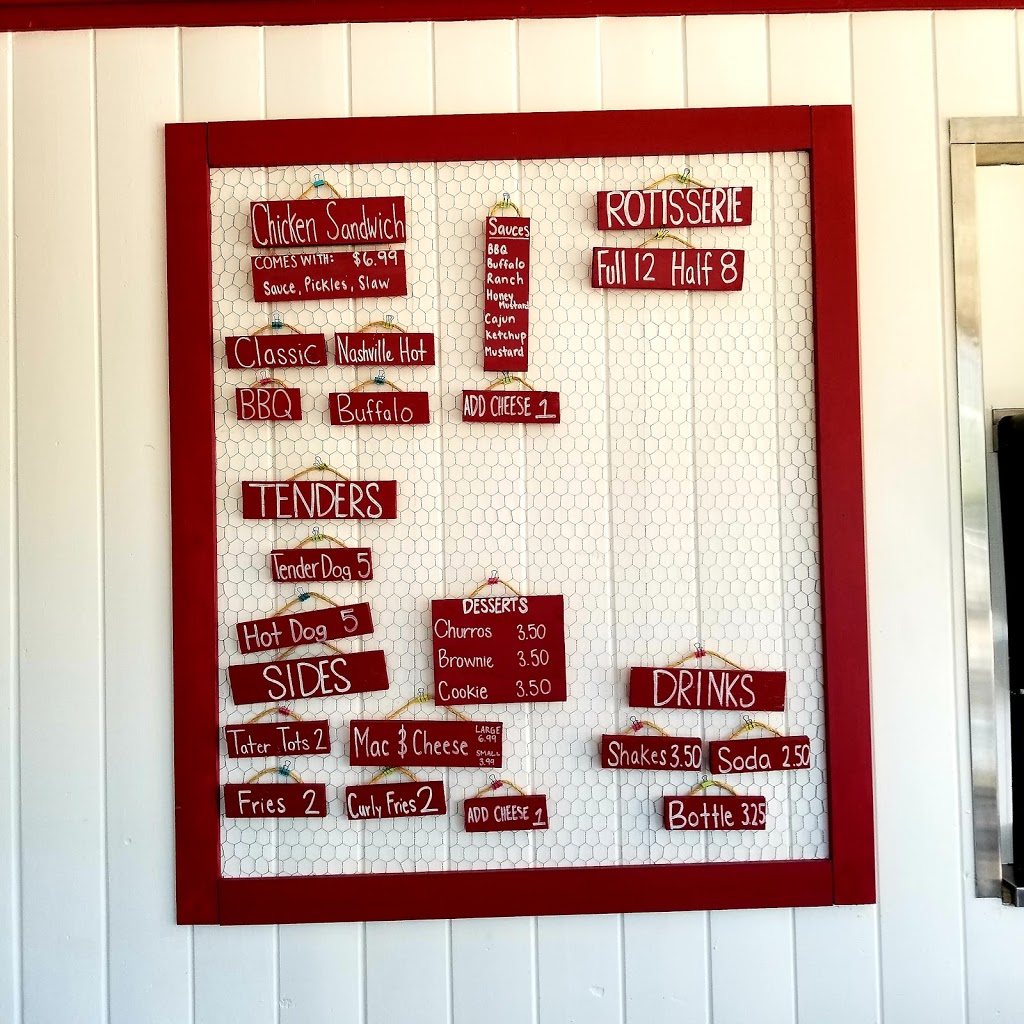 Chicken Sandwich
COMES WITH: $6.99
Sauce, Pickles, Slaw
Classic
Nashville Hot
BBQ
Buffalo
Sauces
BBQ
Buffalo
Ranch
Honey
Mustard
Cajun
Ketchup
Mustard
ADD CHEESE 1
ROTISSERIE
Full 12 Half 8
TENDERS
Tender Dog 5
Hot Dog 5
SIDES
Tater Tots 2
Mac $ Cheese
LARGE
6.99
SMALL
3.99
Fries 2
Curly Fries 2
ADD CHEESE 1
DESSERTS
Churros 3.50
Brownie 3.50
Cookie 3.50
DRINKS
Shakes 3.50
Soda 2.50
Bottle 3.25